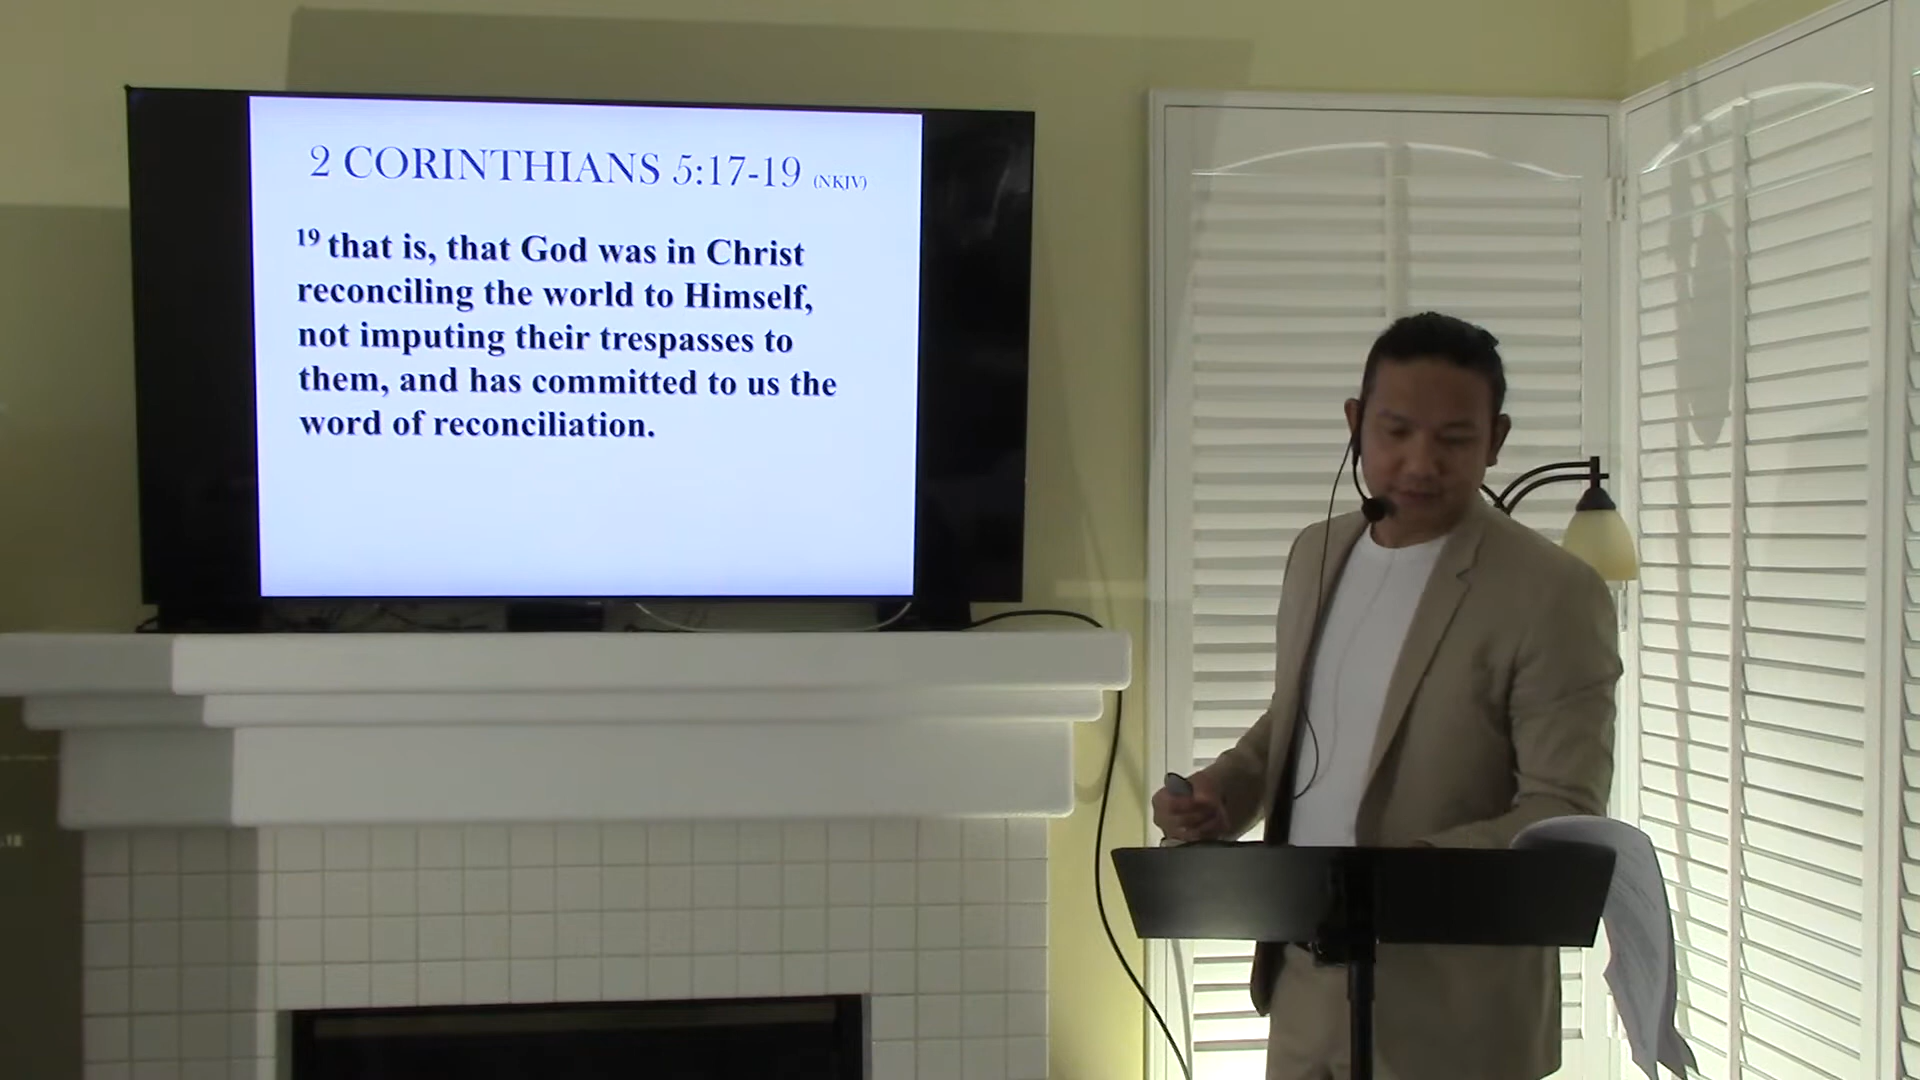 2 CORINTHIANS 5:17-19 (NKJV)
19 that is, that God was in Christ
reconciling the world to Himself,
not imputing their trespasses to
them, and has committed to us the
word of reconciliation.